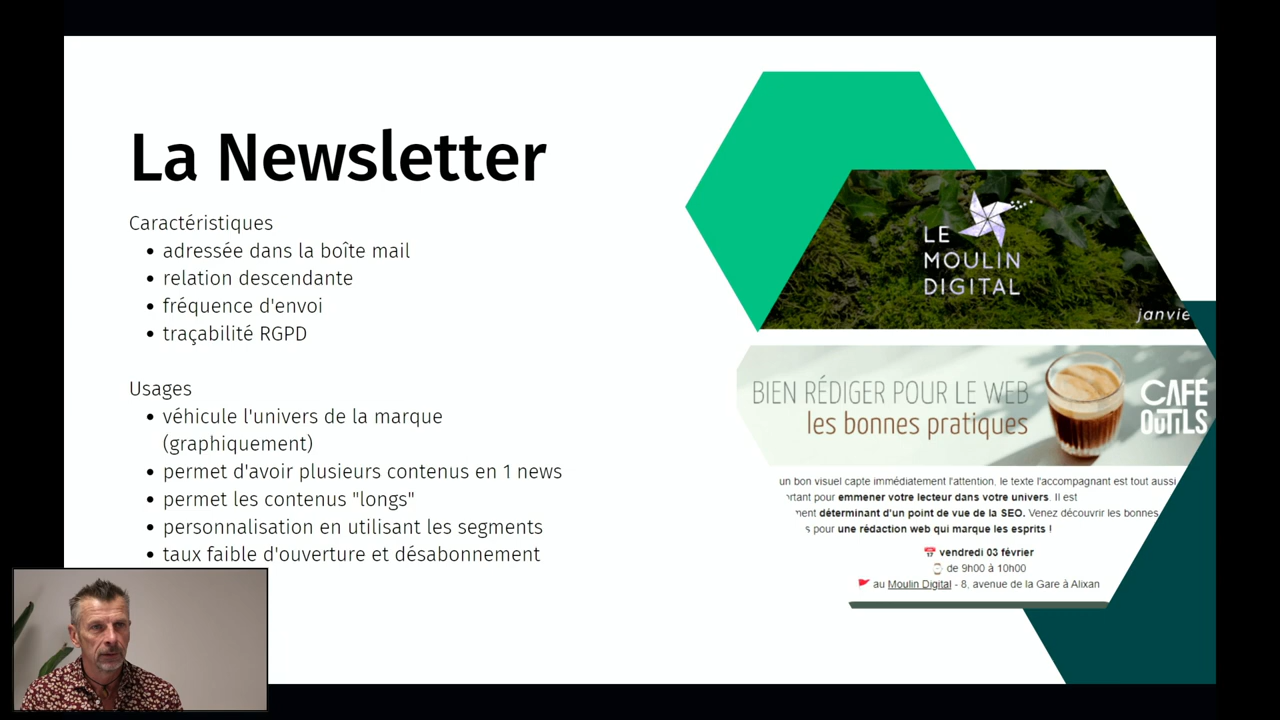 La Newsletter
Caractéristiques
• adressée dans la boîte mail
• relation descendante
• fréquence d'envoi
• traçabilité RGPD
Usages
• véhicule l'univers de la marque
(graphiquement)
• permet d'avoir plusieurs contenus en 1 news
• permet les contenus "longs"
• personnalisation en utilisant les segments
• taux faible d'ouverture et désabonnement
LE
MOULIN
DIGITAL
BIEN RÉDIGER POUR LE WEB
les bonnes pratiques
CAFÉ
OUTILS
un bon visuel capte immédiatement l'attention, le texte l'accompagnant est tout aussi
pour emmener votre lecteur dans votre univers. Il est
déterminant d'un point de vue de la SEO. Venez découvrir les bonnes
pour une rédaction web qui marque les esprits !
vendredi 03 février
de 9h00 à 10h00
au Moulin Digital - 8, avenue de la Gare à Alixan